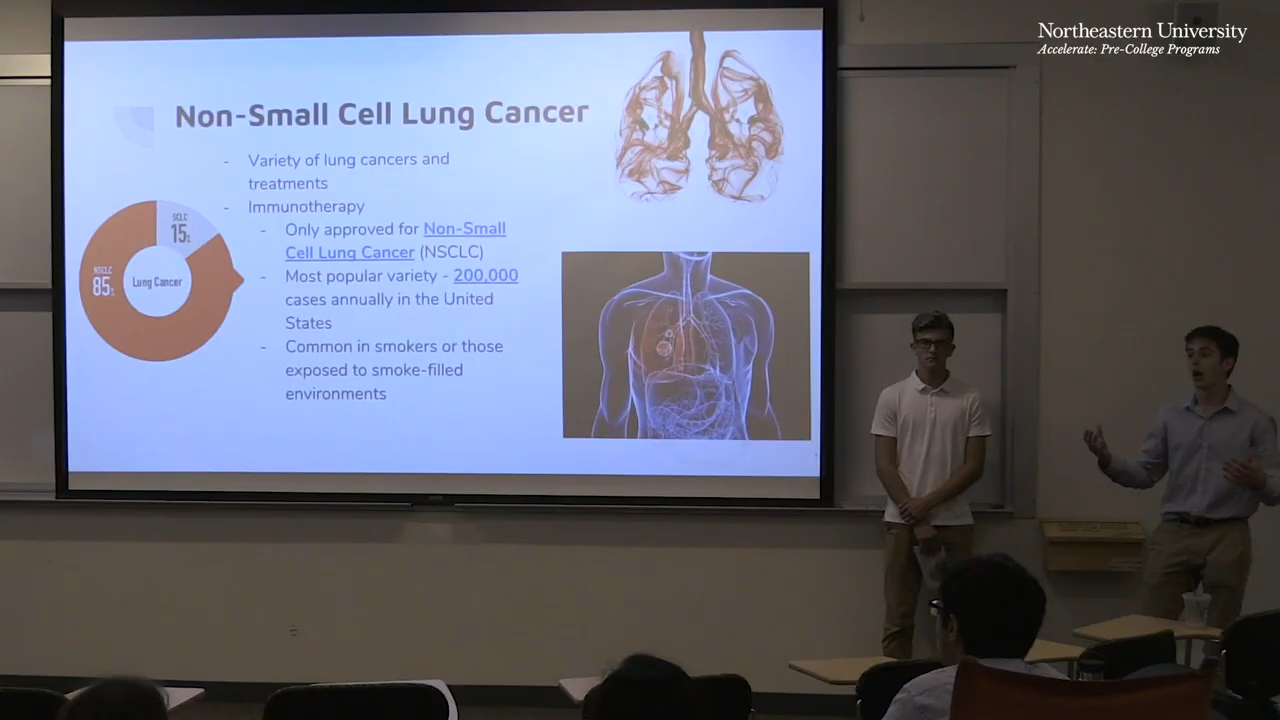 Northeastern University
Accelerate: Pre-College Programs
Non-Small Cell Lung Cancer
- Variety of lung cancers and
treatments
- Immunotherapy
- Only approved for Non-Small
Cell Lung Cancer (NSCLC)
- Most popular variety - 200,000
cases annually in the United
States
- Common in smokers or those
exposed to smoke-filled
environments
SCLC
15%
NSCLC
85%
Lung Cancer